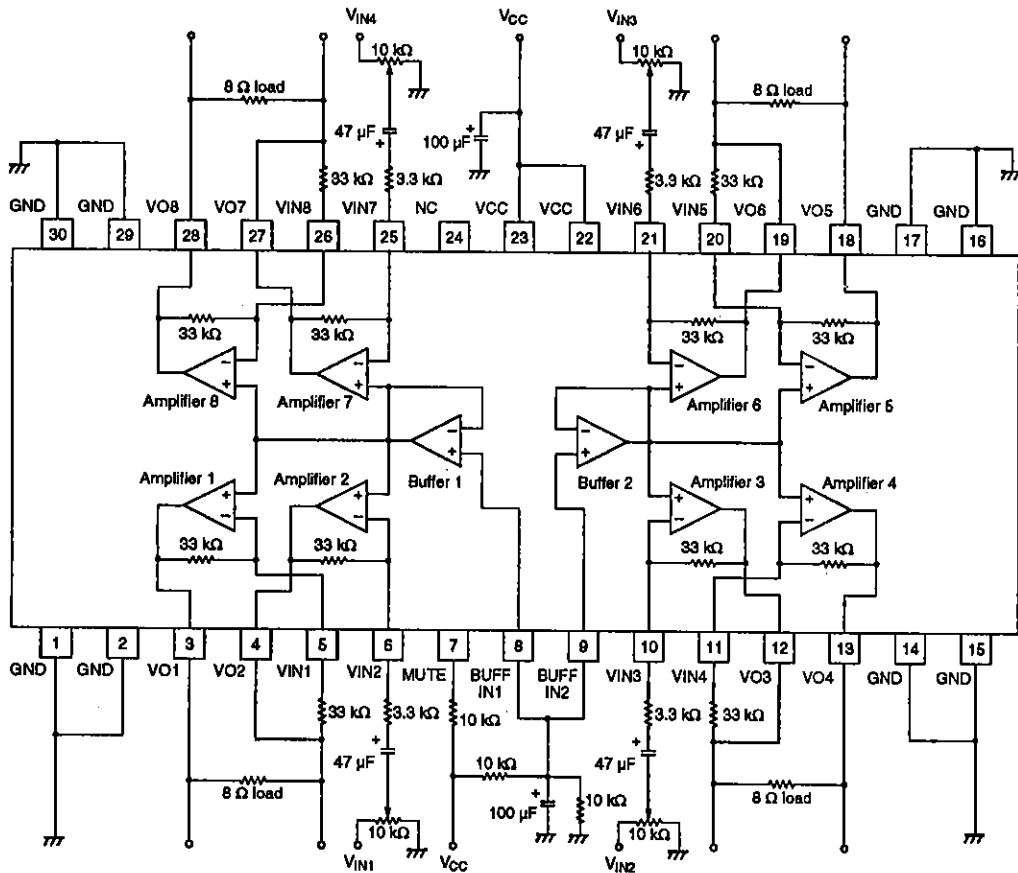 VIN4 VCC VIN3
10 kΩ 10 kΩ
8 Ω load 8 Ω load
47 µF + 100 µF + 47 µF +
33 kΩ 3.3 kΩ 3.3 kΩ 33 kΩ
GND GND VO8 VO7 VIN8 VIN7 NC VCC VCC VIN6 VIN5 VO6 VO5 GND GND
30 29 28 27 26 25 24 23 22 21 20 19 18 17 16
33 kΩ 33 kΩ 33 kΩ 33 kΩ
− + − + − + − +
Amplifier 8 Amplifier 7 Amplifier 6 Amplifier 5
− + − +
Amplifier 1 Amplifier 2 Buffer 1 Buffer 2 Amplifier 3 Amplifier 4
+ − + − + − + −
33 kΩ 33 kΩ 33 kΩ 33 kΩ
1 2 3 4 5 6 7 8 9 10 11 12 13 14 15
GND GND VO1 VO2 VIN1 VIN2 MUTE BUFF IN1 BUFF IN2 VIN3 VIN4 VO3 VO4 GND GND
33 kΩ 3.3 kΩ 10 kΩ 3.3 kΩ 33 kΩ
47 µF + 10 kΩ 47 µF +
8 Ω load 100 µF + 10 kΩ 8 Ω load
10 kΩ 10 kΩ
VIN1 VCC VIN2